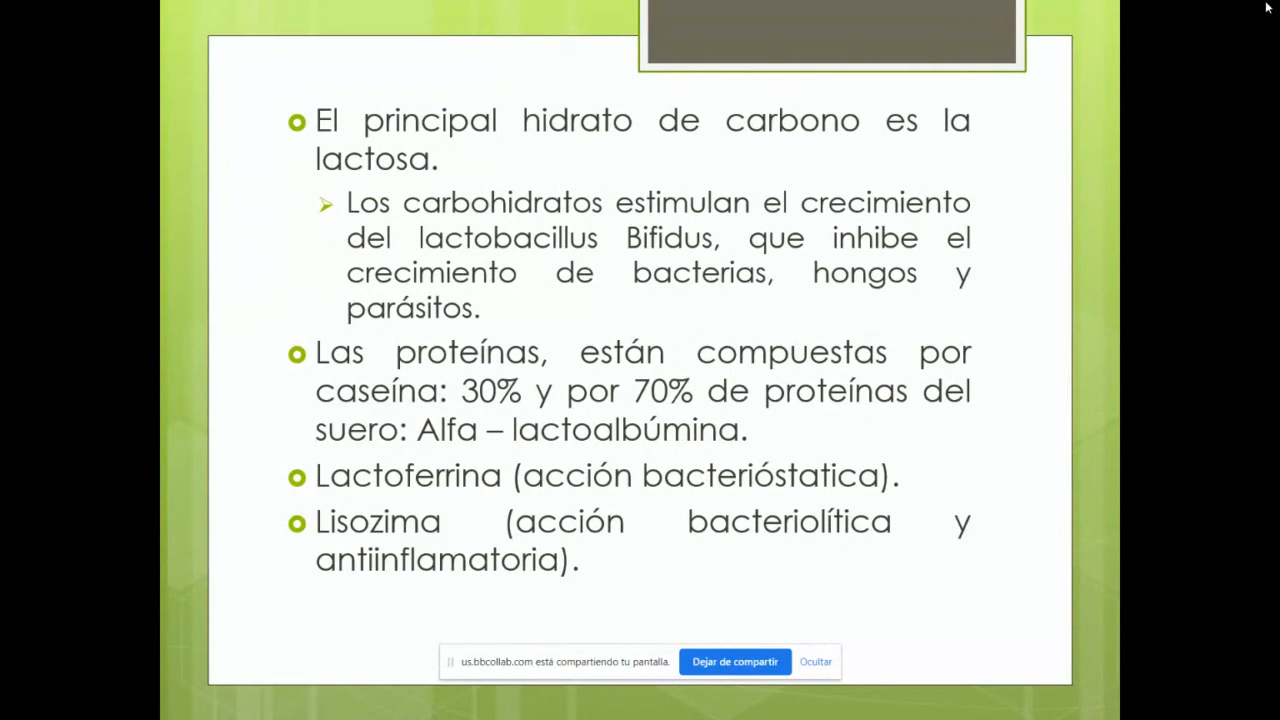 El principal hidrato de carbono es la
lactosa.
Los carbohidratos estimulan el crecimiento
del lactobacillus Bifidus, que inhibe el
crecimiento de bacterias, hongos y
parásitos.
Las proteínas, están compuestas por
caseína: 30% y por 70% de proteínas del
suero: Alfa – lactoalbúmina.
Lactoferrina (acción bacterióstatica).
Lisozima (acción bacteriolítica y
antiinflamatoria).
us.bbcollab.com está compartiendo tu pantalla. Dejar de compartir Ocultar